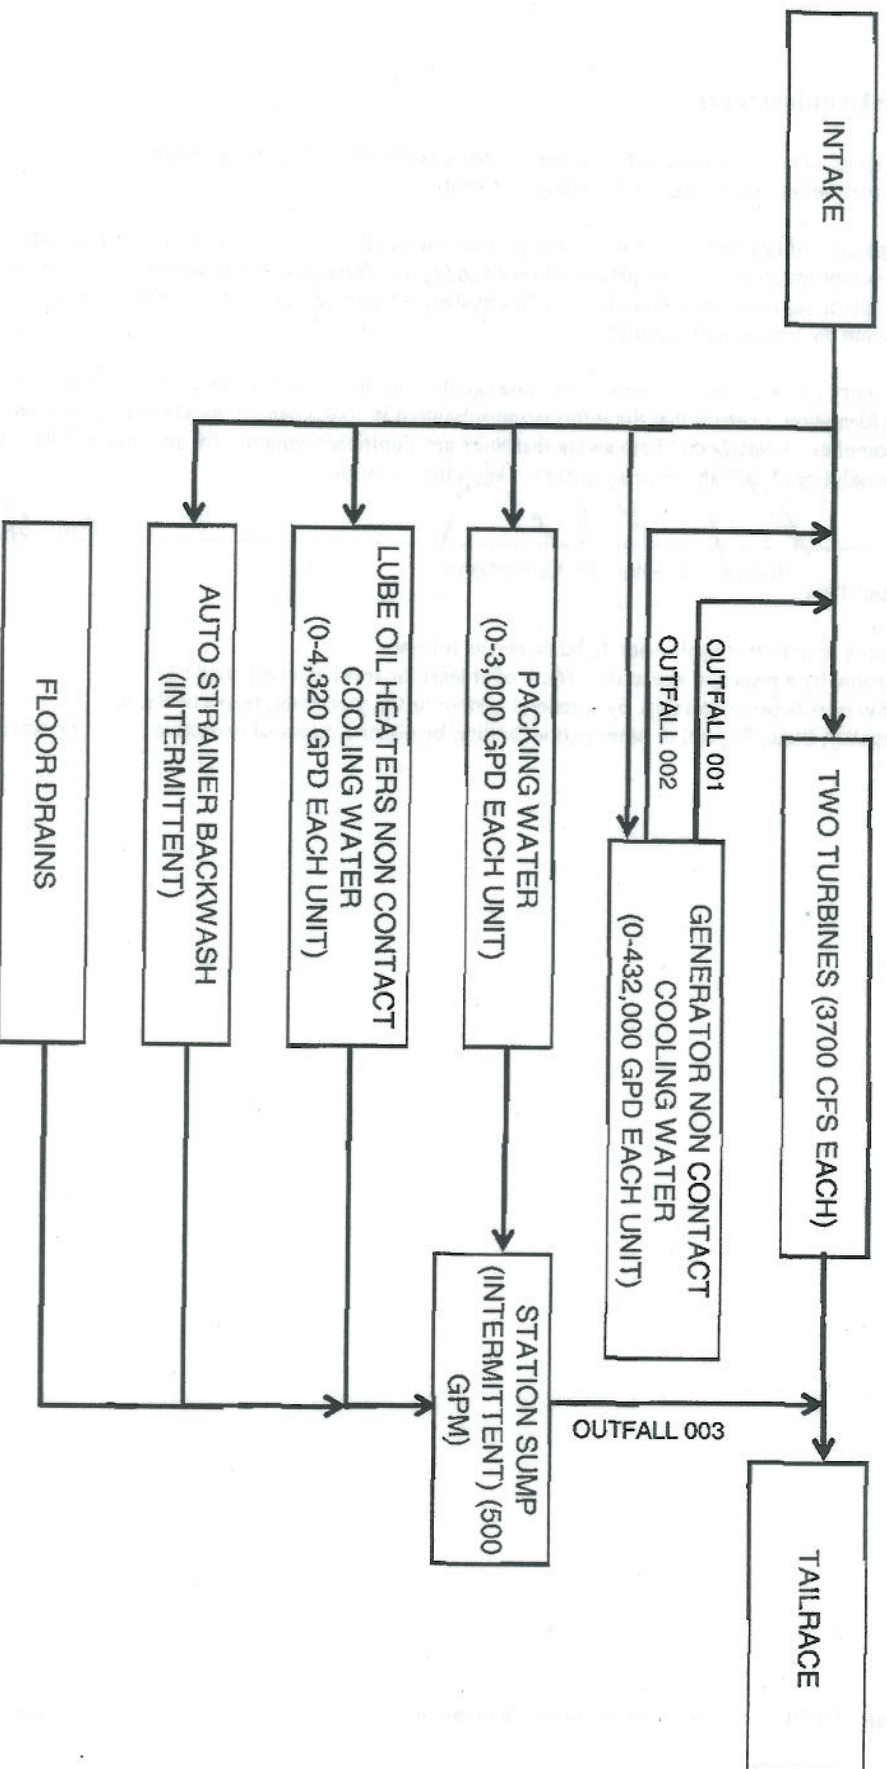 INTAKE
TWO TURBINES (3700 CFS EACH)
TAILRACE
OUTFALL 001
OUTFALL 002
GENERATOR NON CONTACT
COOLING WATER
(0-432,000 GPD EACH UNIT)
PACKING WATER
(0-3,000 GPD EACH UNIT)
STATION SUMP
(INTERMITTENT) (500
GPM)
OUTFALL 003
LUBE OIL HEATERS NON CONTACT
COOLING WATER
(0-4,320 GPD EACH UNIT)
AUTO STRAINER BACKWASH
(INTERMITTENT)
FLOOR DRAINS